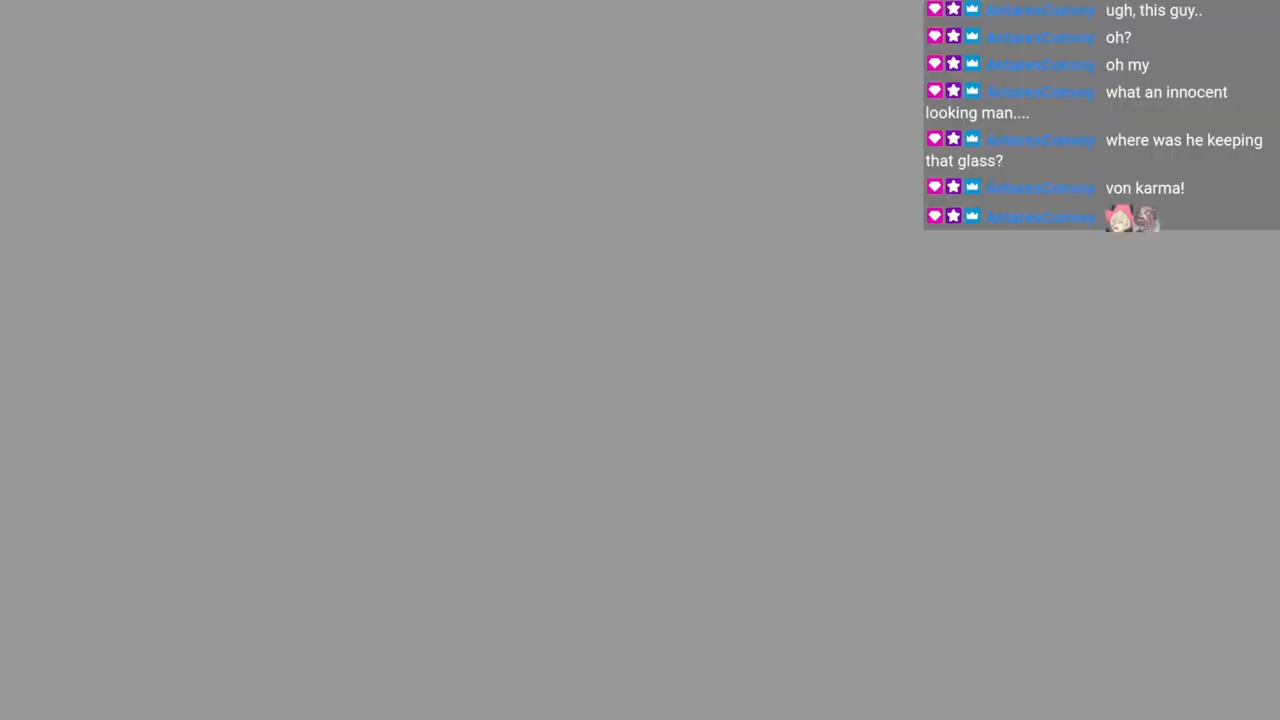 ugh, this guy..
oh?
oh my
what an innocent
looking man....
where was he keeping
that glass?
von karma!